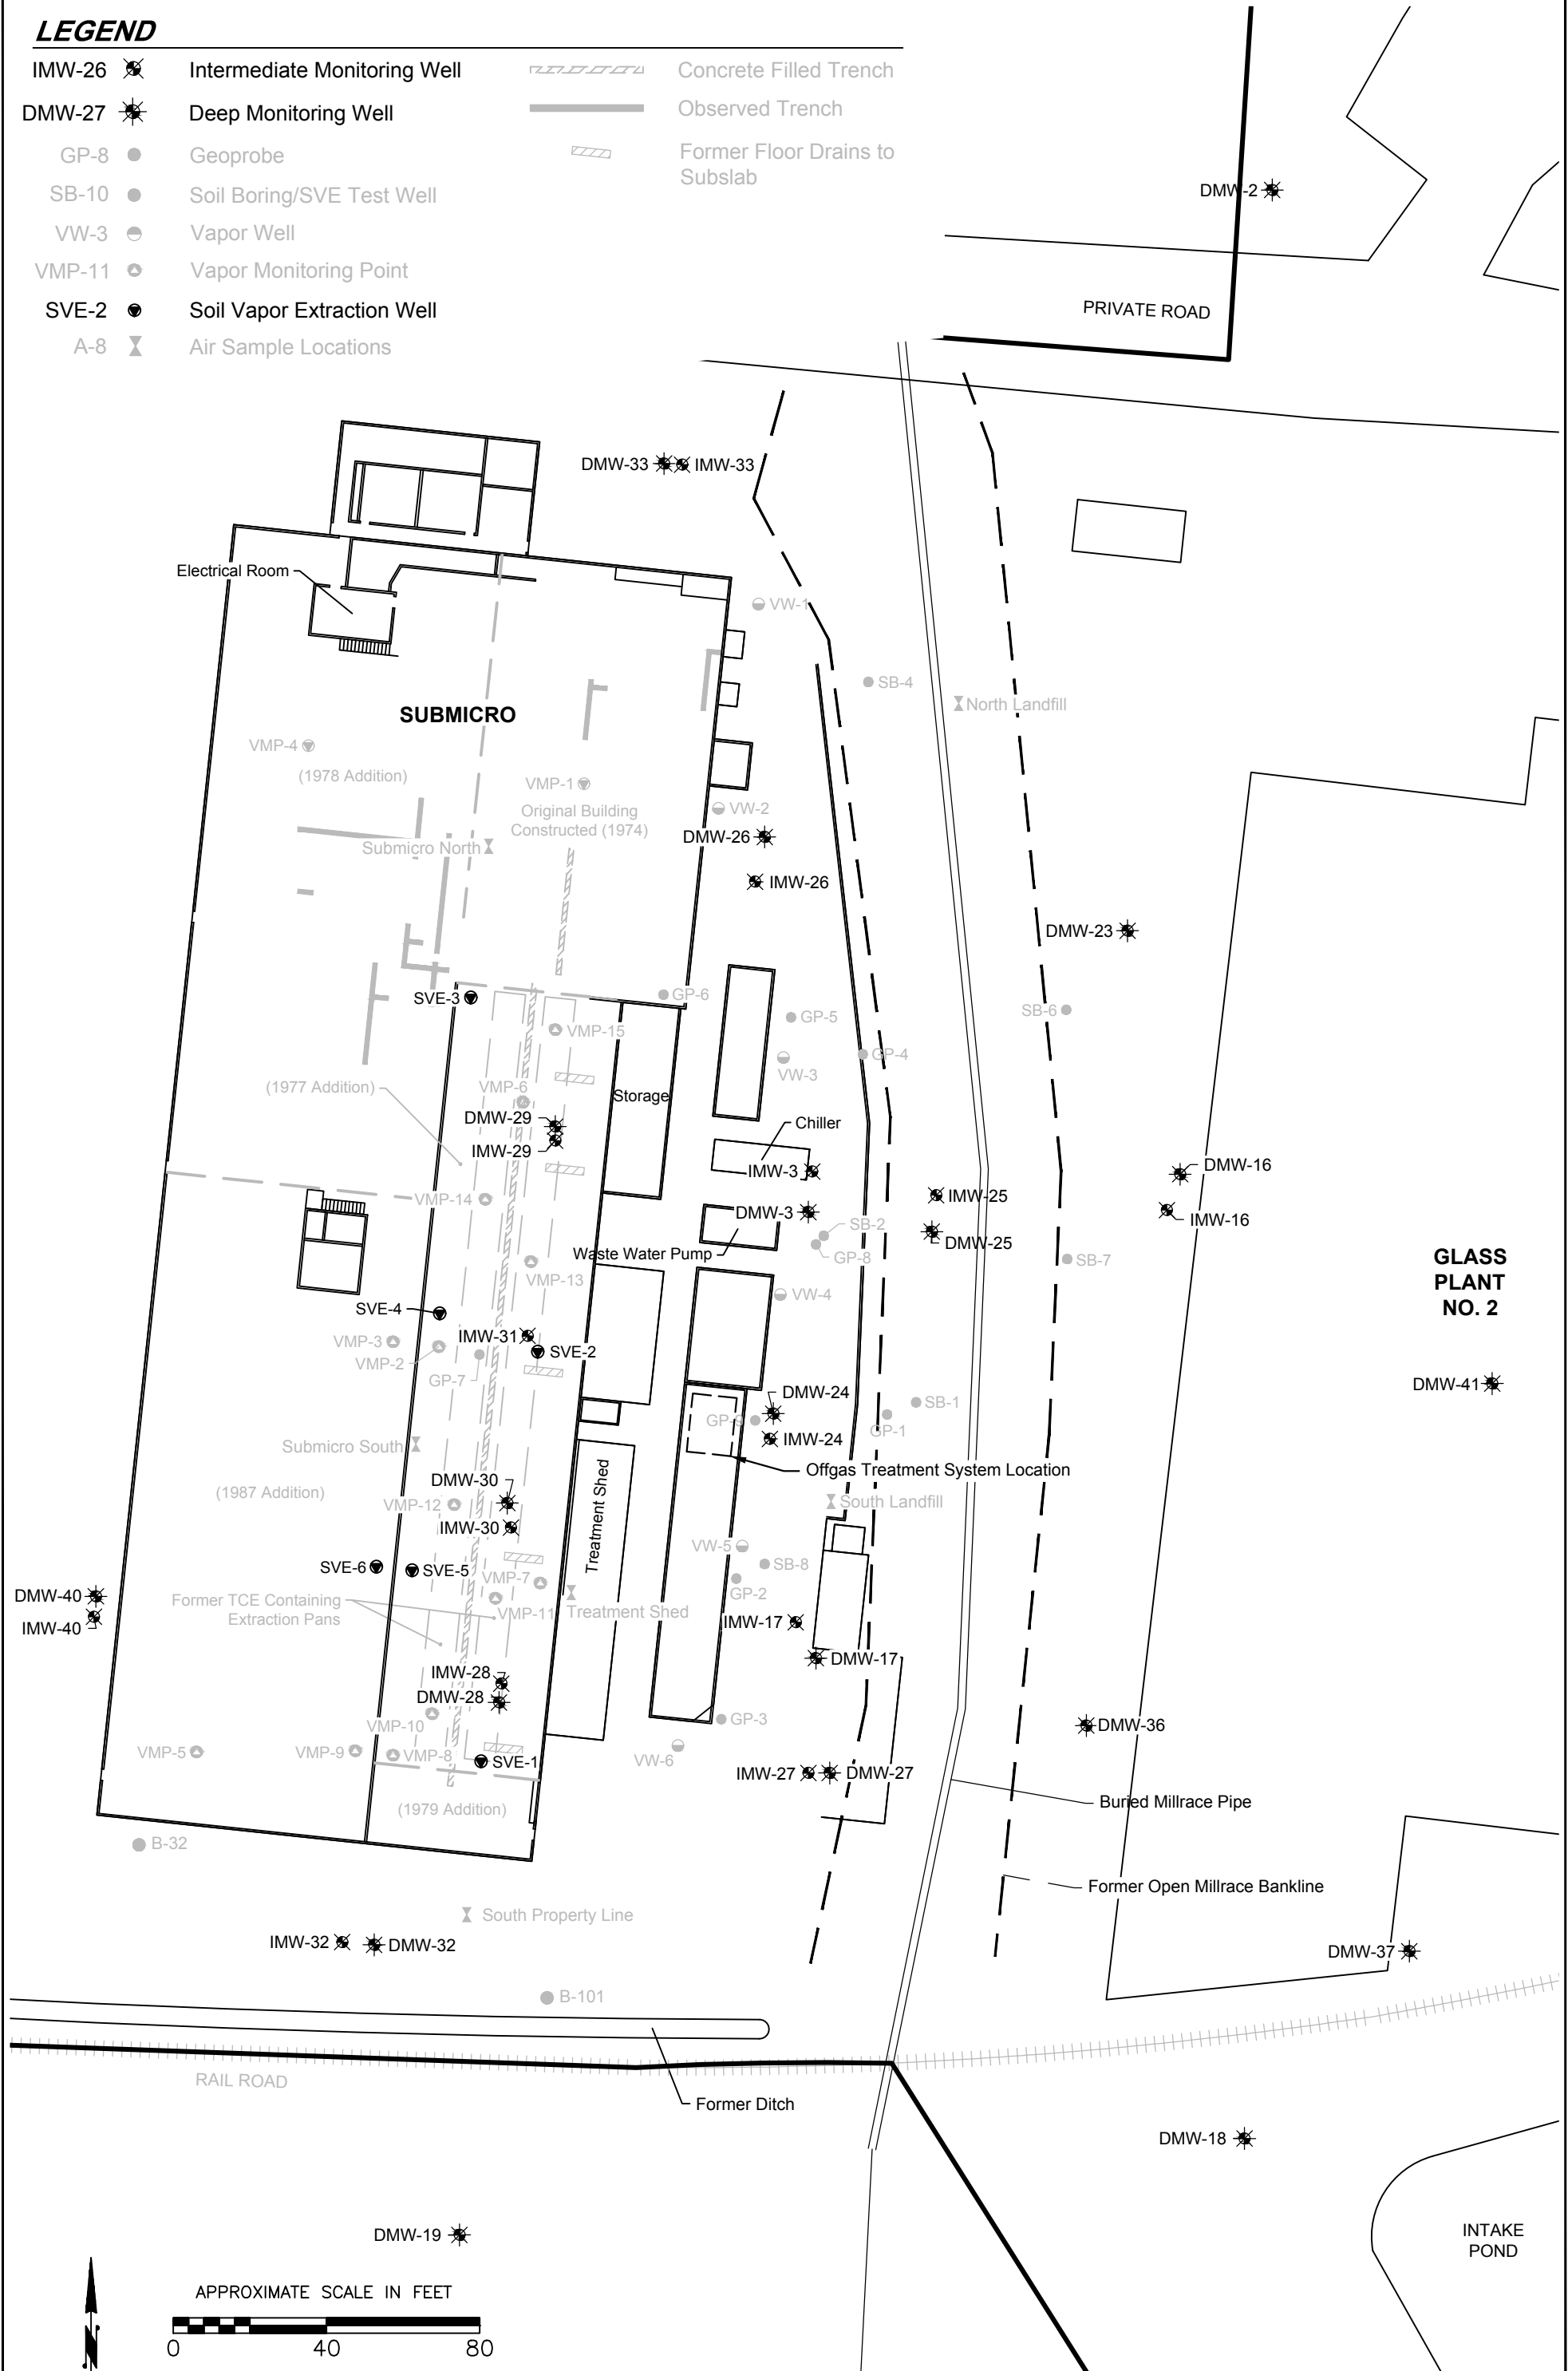 LEGEND
IMW-26 Intermediate Monitoring Well
DMW-27 Deep Monitoring Well
GP-8 Geoprobe
SB-10 Soil Boring/SVE Test Well
VW-3 Vapor Well
VMP-11 Vapor Monitoring Point
SVE-2 Soil Vapor Extraction Well
A-8 Air Sample Locations
Concrete Filled Trench
Observed Trench
Former Floor Drains to
Subslab
DMW-2
PRIVATE ROAD
DMW-33 IMW-33
Electrical Room
VW-1
SB-4
SUBMICRO
North Landfill
VMP-4
(1978 Addition)
VMP-1
Original Building
Constructed (1974)
VW-2
DMW-26
Submicro North
IMW-26
DMW-23
SVE-3
GP-6
GP-5
SB-6
VMP-15
GP-4
VW-3
(1977 Addition)
VMP-6
Storage
DMW-29
IMW-29
Chiller
IMW-3
DMW-16
VMP-14
IMW-25
DMW-3
IMW-16
SB-2
DMW-25
Waste Water Pump
GP-8
SB-7
VMP-13
GLASS
PLANT
NO. 2
VW-4
SVE-4
VMP-3
IMW-31
VMP-2
SVE-2
GP-7
DMW-41
DMW-24
SB-1
GP-9
GP-1
IMW-24
Submicro South
Offgas Treatment System Location
DMW-30
(1987 Addition)
VMP-12
South Landfill
IMW-30
Treatment Shed
VW-5
SVE-6
SVE-5
SB-8
VMP-7
GP-2
DMW-40
Former TCE Containing
Extraction Pans
VMP-11
Treatment Shed
IMW-40
IMW-17
DMW-17
IMW-28
DMW-28
VMP-10
GP-3
DMW-36
VMP-5
VMP-9
VMP-8
SVE-1
VW-6
IMW-27 DMW-27
Buried Millrace Pipe
(1979 Addition)
B-32
Former Open Millrace Bankline
South Property Line
IMW-32 DMW-32
DMW-37
B-101
RAIL ROAD
Former Ditch
DMW-18
DMW-19
INTAKE
POND
APPROXIMATE SCALE IN FEET
0 40 80
N